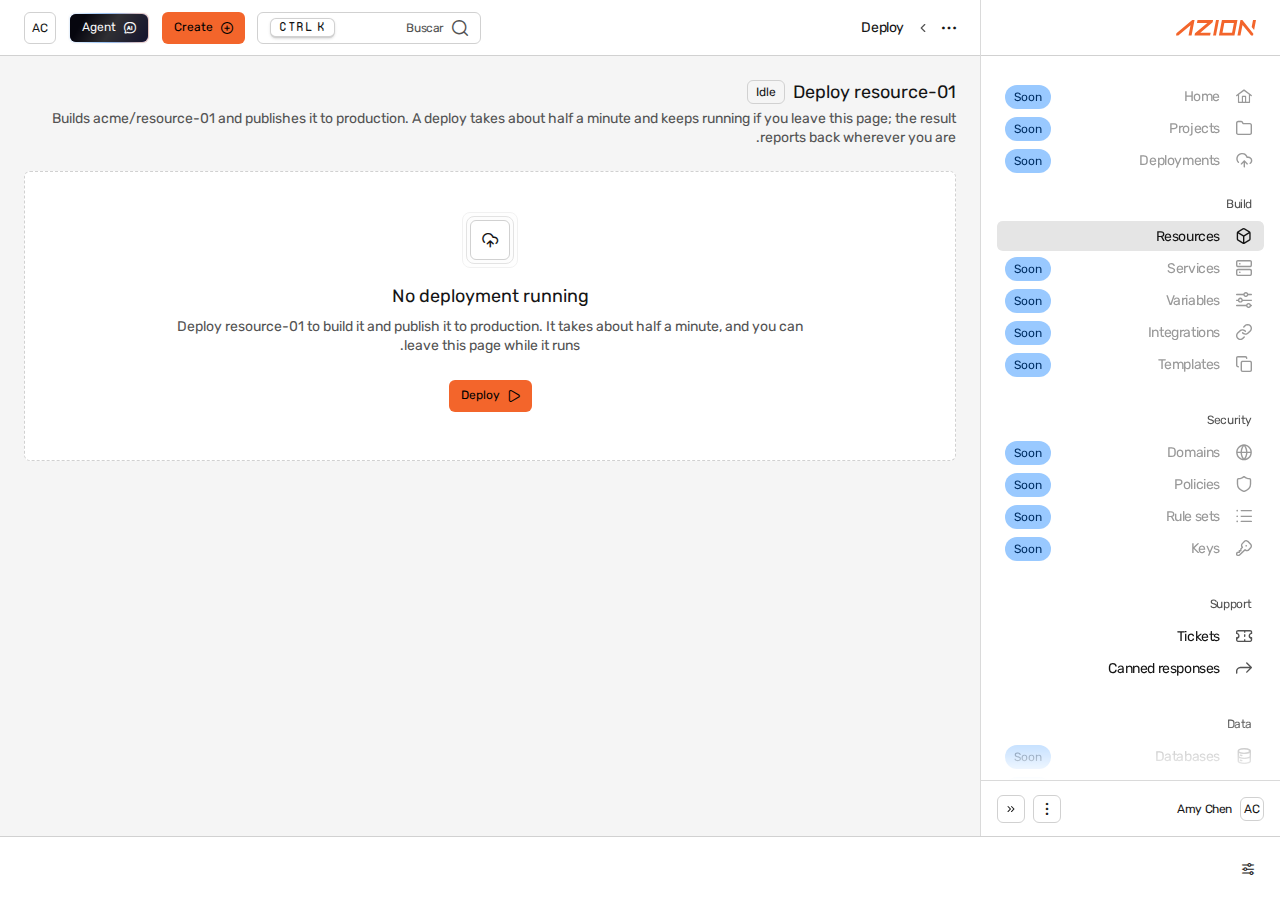 AZION
Deploy
Buscar
CTRL K
Create
Agent
AC
Home
Soon
Projects
Soon
Deployments
Soon
Build
Resources
Services
Soon
Variables
Soon
Integrations
Soon
Templates
Soon
Security
Domains
Soon
Policies
Soon
Rule sets
Soon
Keys
Soon
Support
Tickets
Canned responses
Data
Databases
Soon
AC
Amy Chen
Deploy resource-01
Idle
Builds acme/resource-01 and publishes it to production. A deploy takes about half a minute and keeps running if you leave this page; the result
reports back wherever you are.
No deployment running
Deploy resource-01 to build it and publish it to production. It takes about half a minute, and you can
leave this page while it runs.
Deploy